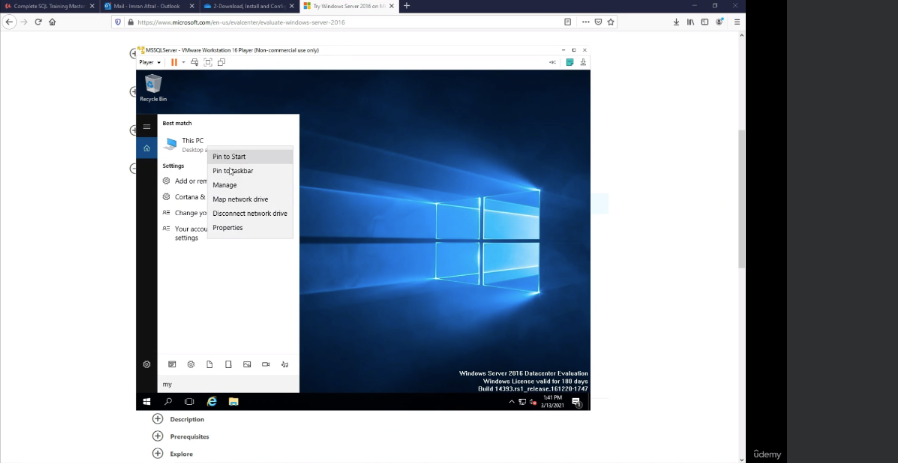 Complete SQL Training Master
Mail - Imran Afzal - Outlook
2-Download, Install and Config
Try Windows Server 2016 on M
https://www.microsoft.com/en-us/evalcenter/evaluate-windows-server-2016
MSSQLServer - VMware Workstation 16 Player (Non-commercial use only)
Player
Recycle Bin
Best match
This PC
Desktop a
Pin to Start
Settings
Pin to taskbar
Add or rem
Manage
Cortana &
Map network drive
Change yo
Disconnect network drive
Your accou
settings
Properties
Windows Server 2016 Datacenter Evaluation
Windows License valid for 180 days
Build 14393.rs1_release.161220-1747
my
1:41 PM
3/13/2021
Description
Prerequisites
Explore
ûdemy